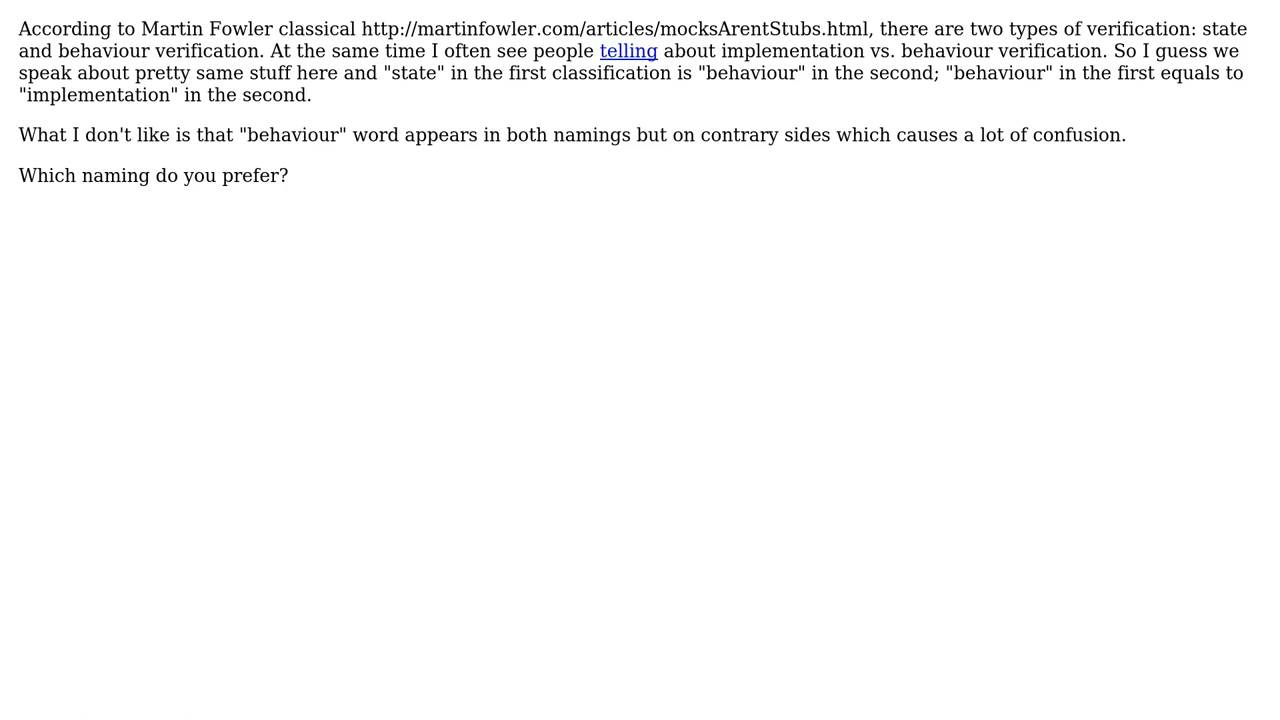 According to Martin Fowler classical http://martinfowler.com/articles/mocksArentStubs.html, there are two types of verification: state
and behaviour verification. At the same time I often see people telling about implementation vs. behaviour verification. So I guess we
speak about pretty same stuff here and "state" in the first classification is "behaviour" in the second; "behaviour" in the first equals to
"implementation" in the second.
What I don't like is that "behaviour" word appears in both namings but on contrary sides which causes a lot of confusion.
Which naming do you prefer?